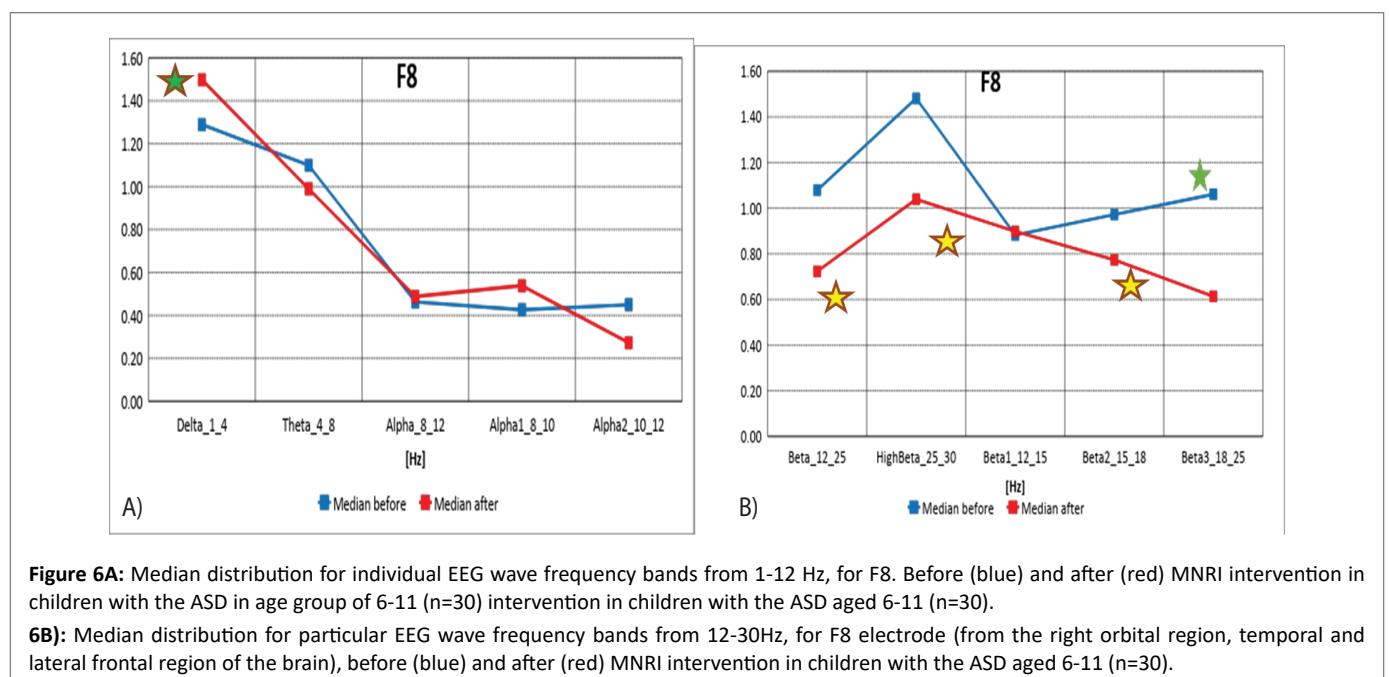 F8
1.60
1.40
1.20
1.00
0.80
0.60
0.40
0.20
0.00
Delta_1_4 Theta_4_8 Alpha_8_12 Alpha1_8_10 Alpha2_10_12
[Hz]
Median before Median after
A)
F8
1.60
1.40
1.20
1.00
0.80
0.60
0.40
0.20
0.00
Beta_12_25 HighBeta_25_30 Beta1_12_15 Beta2_15_18 Beta3_18_25
[Hz]
Median before Median after
B)
Figure 6A: Median distribution for individual EEG wave frequency bands from 1-12 Hz, for F8. Before (blue) and after (red) MNRI intervention in
children with the ASD in age group of 6-11 (n=30) intervention in children with the ASD aged 6-11 (n=30).
6B): Median distribution for particular EEG wave frequency bands from 12-30Hz, for F8 electrode (from the right orbital region, temporal and
lateral frontal region of the brain), before (blue) and after (red) MNRI intervention in children with the ASD aged 6-11 (n=30).